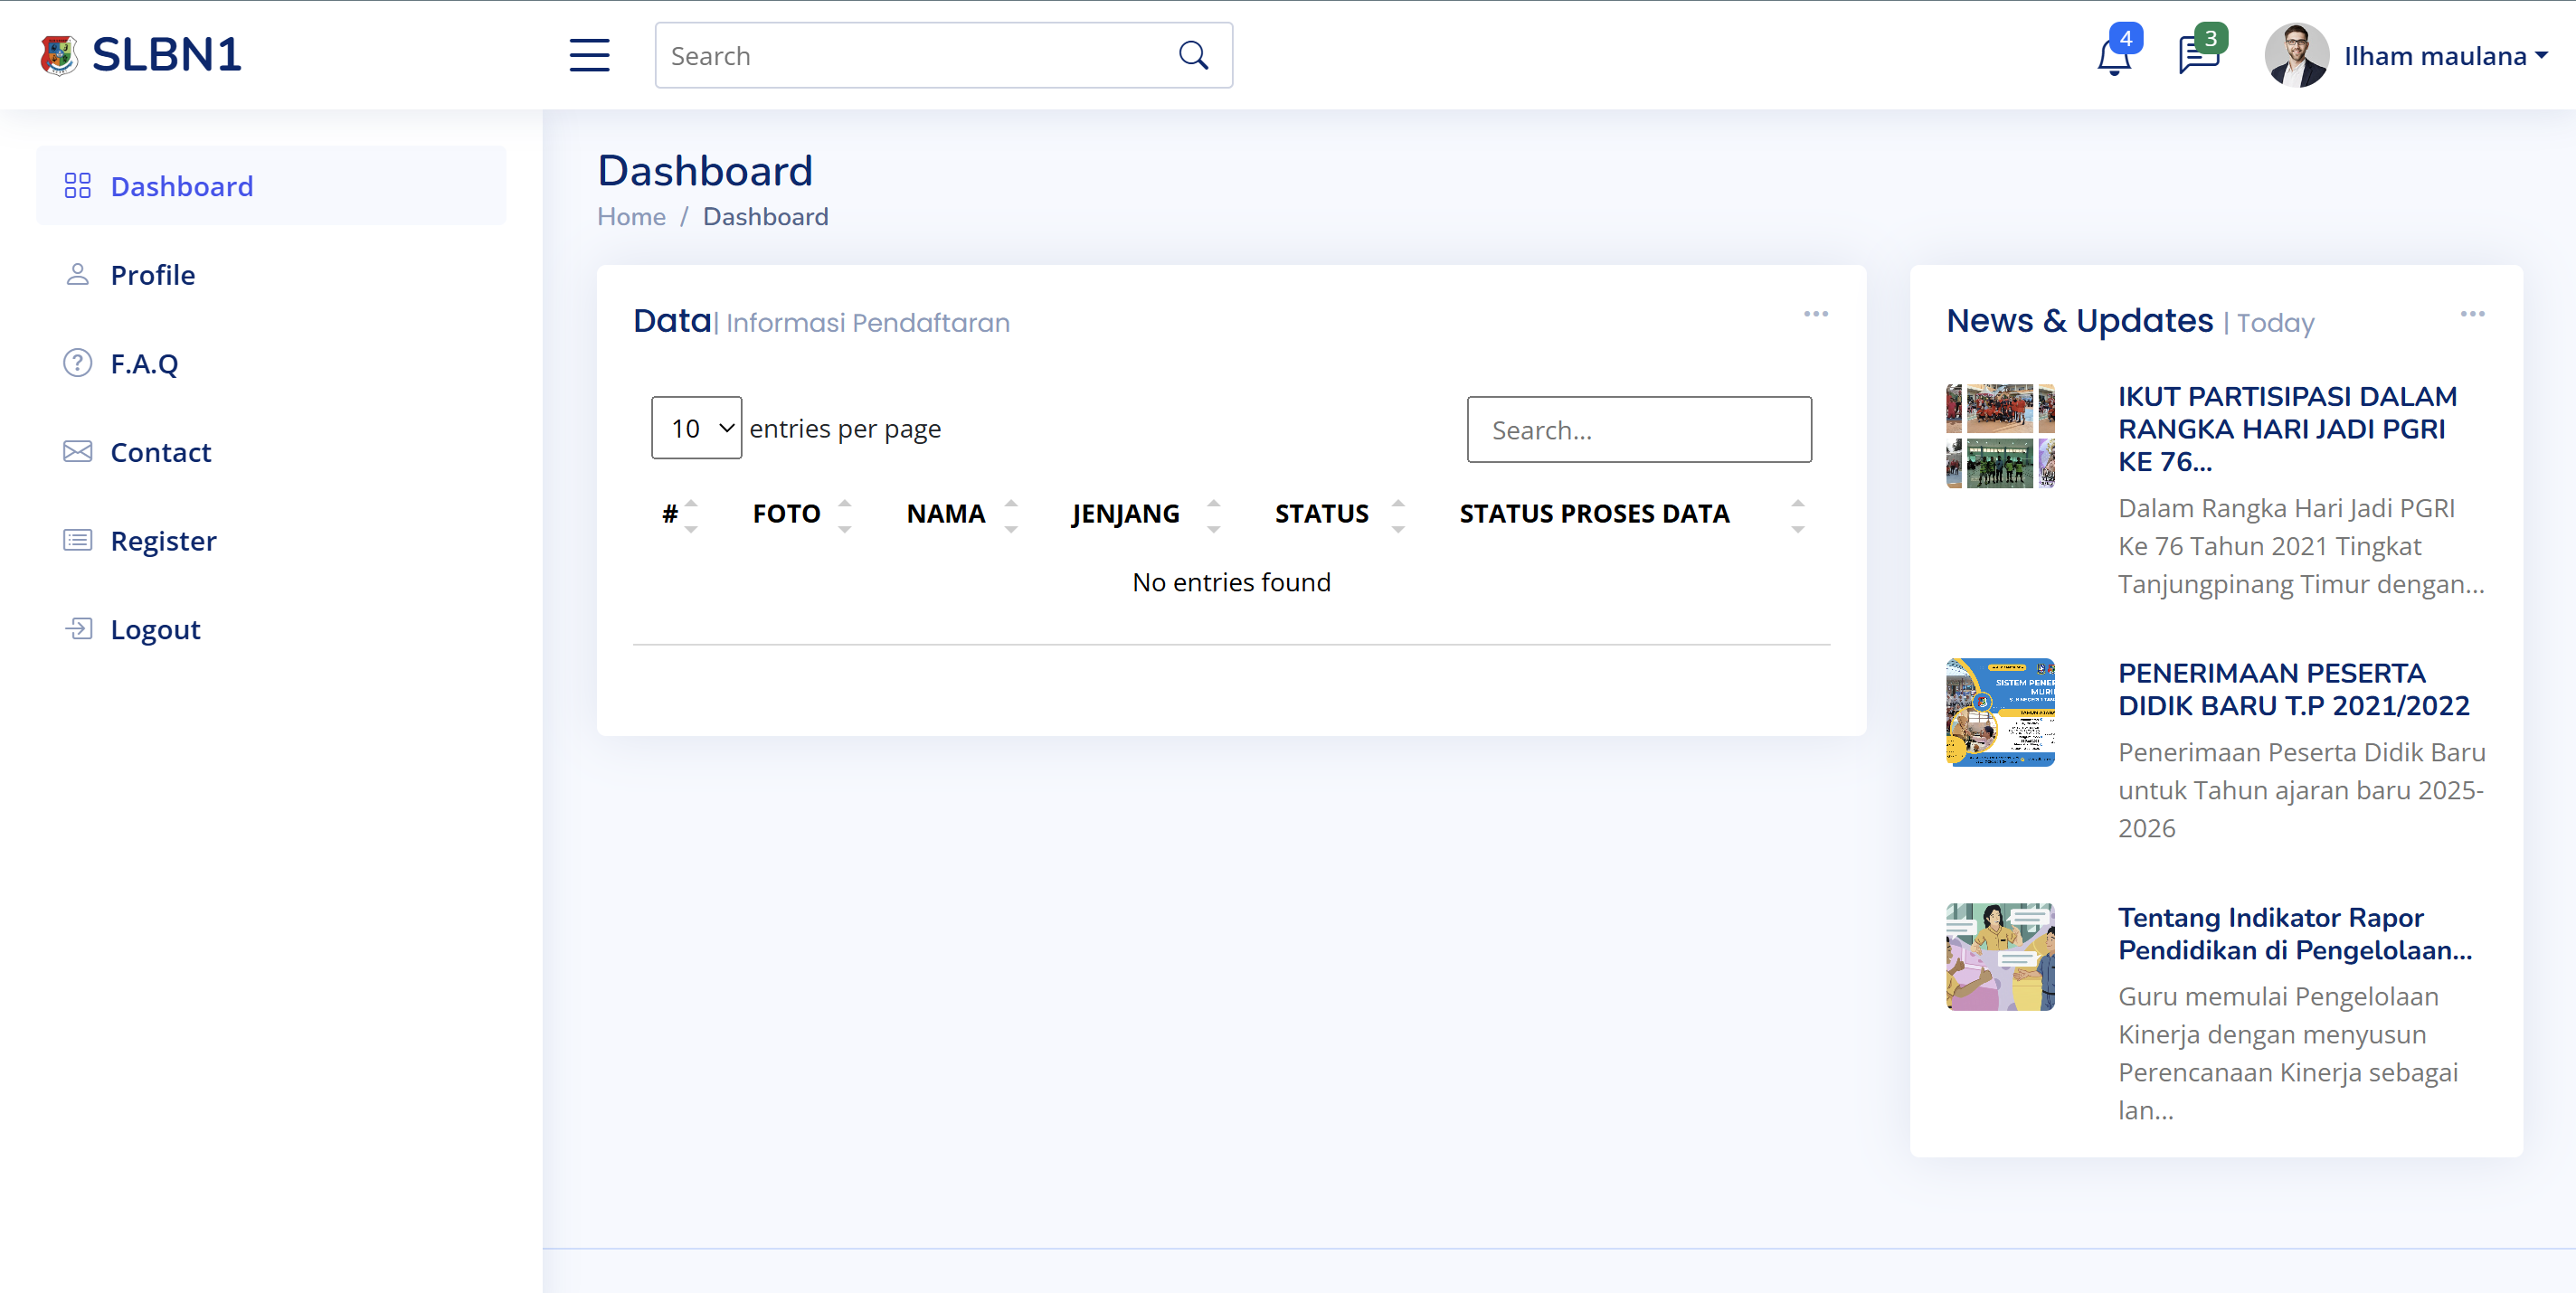 SLBN1
Search
4
3
Ilham maulana
Dashboard
Profile
F.A.Q
Contact
Register
Logout
Dashboard
Home / Dashboard
Data| Informasi Pendaftaran
10 entries per page
Search...
# FOTO NAMA JENJANG STATUS STATUS PROSES DATA
No entries found
News & Updates | Today
IKUT PARTISIPASI DALAM
RANGKA HARI JADI PGRI
KE 76...
Dalam Rangka Hari Jadi PGRI
Ke 76 Tahun 2021 Tingkat
Tanjungpinang Timur dengan...
SISTEM PENER
MURI
PENERIMAAN PESERTA
DIDIK BARU T.P 2021/2022
Penerimaan Peserta Didik Baru
untuk Tahun ajaran baru 2025-
2026
Tentang Indikator Rapor
Pendidikan di Pengelolaan...
Guru memulai Pengelolaan
Kinerja dengan menyusun
Perencanaan Kinerja sebagai
lan...